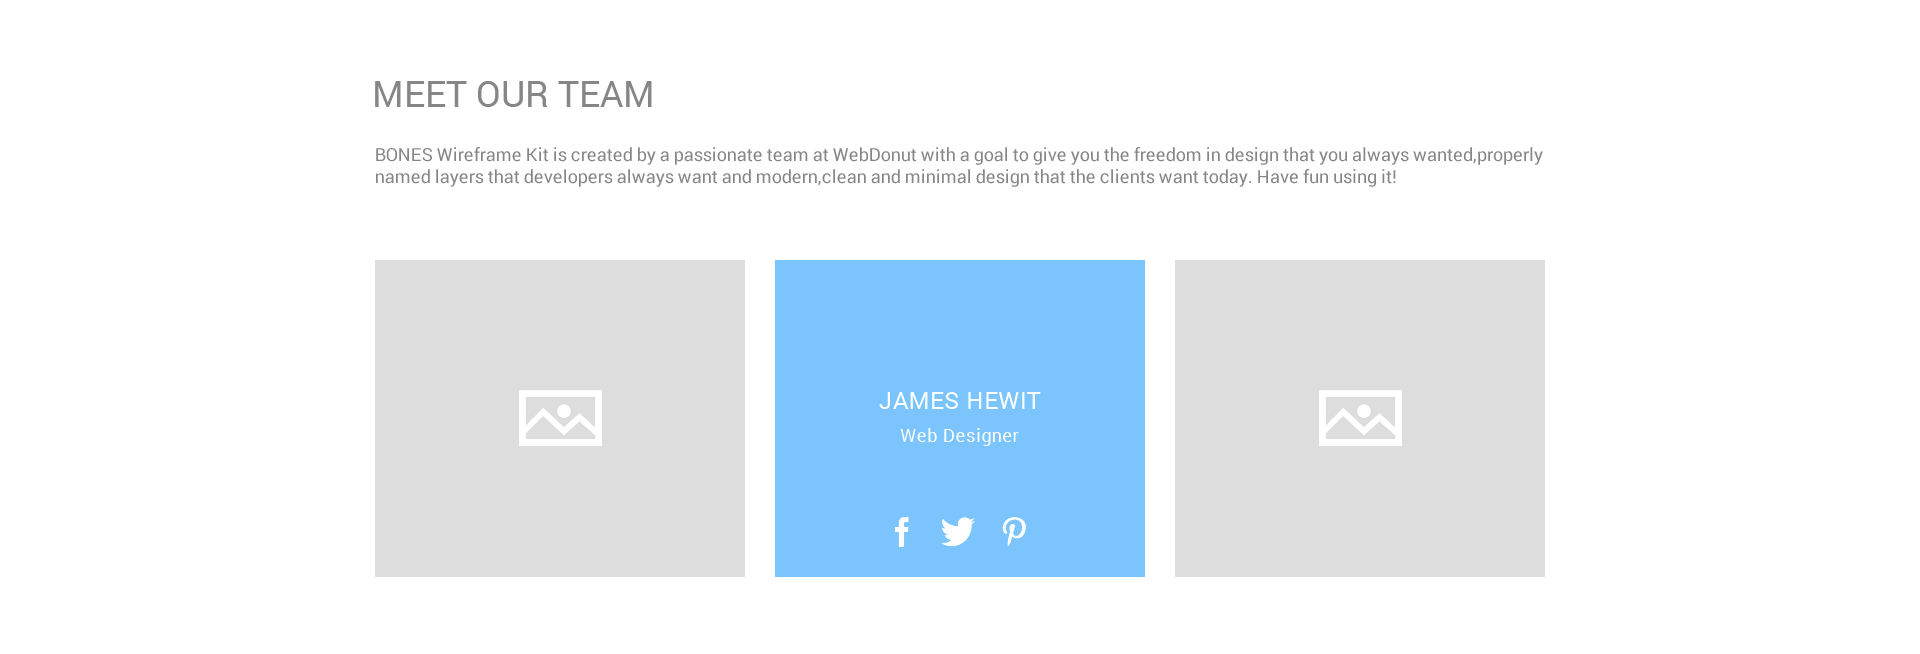 MEET OUR TEAM
BONES Wireframe Kit is created by a passionate team at WebDonut with a goal to give you the freedom in design that you always wanted,properly
named layers that developers always want and modern,clean and minimal design that the clients want today. Have fun using it!
JAMES HEWIT
Web Designer